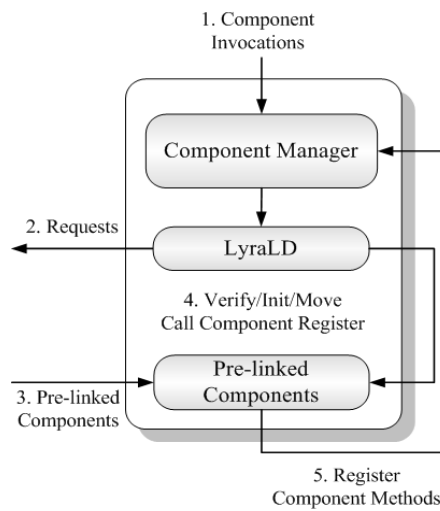 1. Component
Invocations
Component Manager
2. Requests
LyraLD
4. Verify/Init/Move
Call Component Register
Pre-linked
Components
3. Pre-linked
Components
5. Register
Component Methods